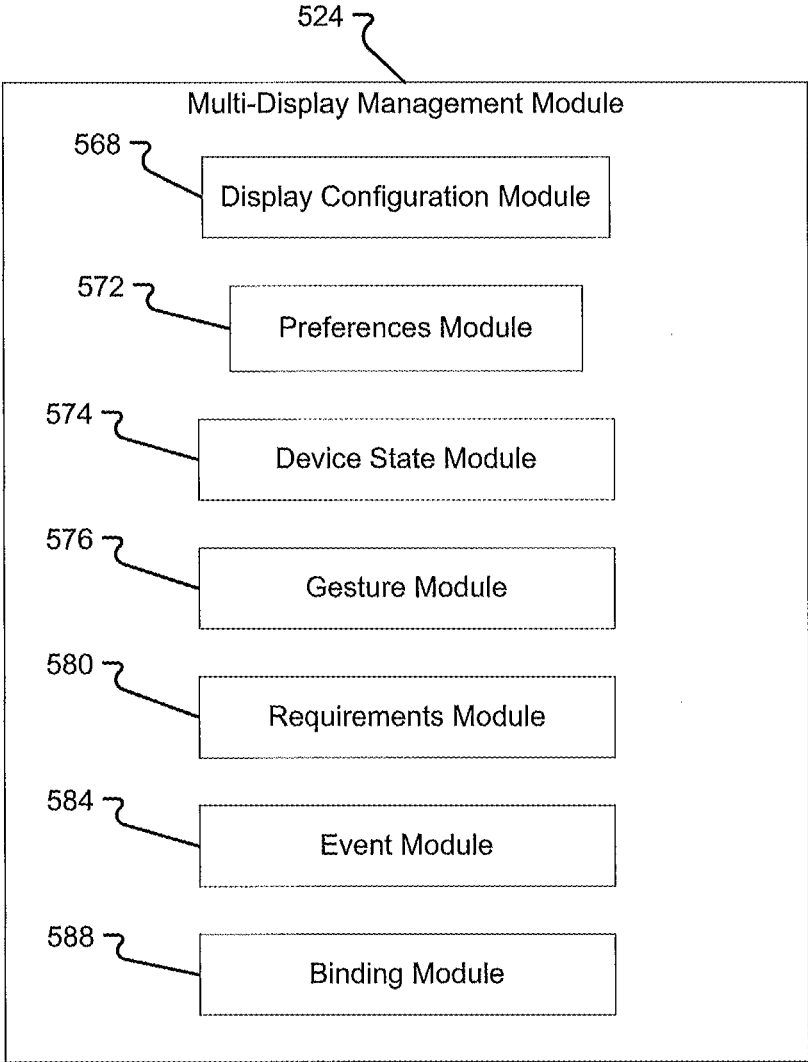 524
Multi-Display Management Module
568
Display Configuration Module
572
Preferences Module
574
Device State Module
576
Gesture Module
580
Requirements Module
584
Event Module
588
Binding Module